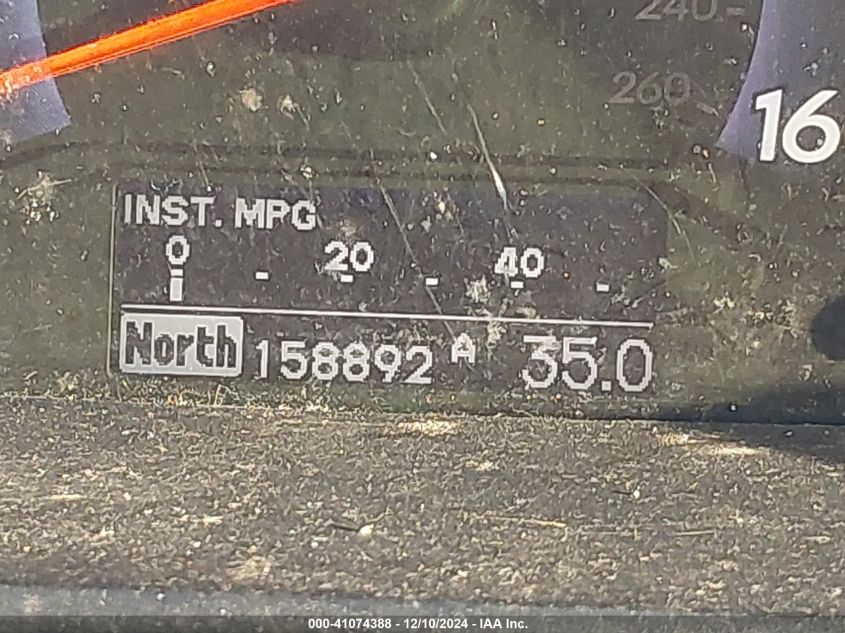 240
260
16
INST. MPG
0 20 40
North 158892 A 35.0
000-41074388 - 12/10/2024 - IAA Inc.